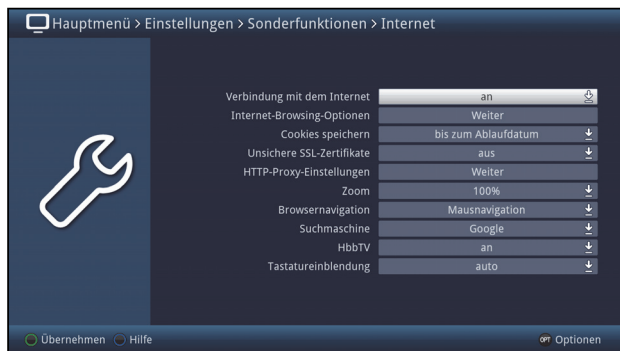 Hauptmenü > Einstellungen > Sonderfunktionen > Internet
Verbindung mit dem Internet an
Internet-Browsing-Optionen Weiter
Cookies speichern bis zum Ablaufdatum
Unsichere SSL-Zertifikate aus
HTTP-Proxy-Einstellungen Weiter
Zoom 100%
Browsernavigation Mausnavigation
Suchmaschine Google
HbbTV an
Tastatureinblendung auto
Übernehmen Hilfe OPT Optionen